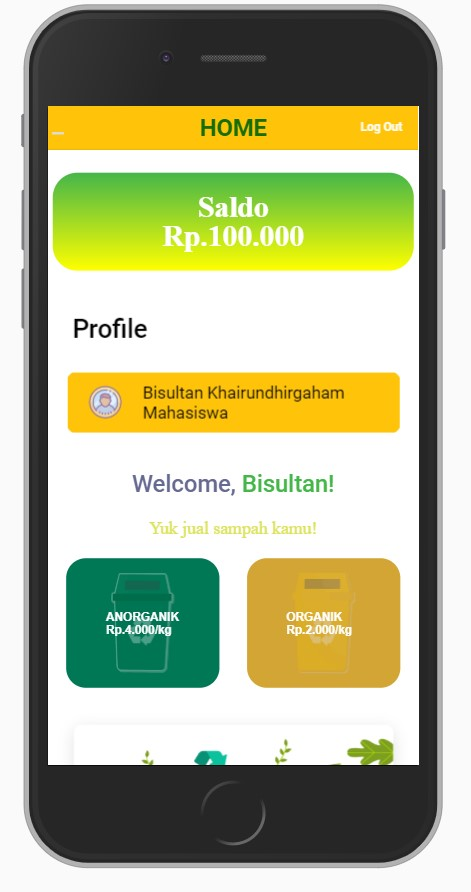 HOME
Log Out
Saldo
Rp.100.000
Profile
Bisultan Khairundhirgaham
Mahasiswa
Welcome, Bisultan!
Yuk jual sampah kamu!
ANORGANIK
Rp.4.000/kg
ORGANIK
Rp.2.000/kg